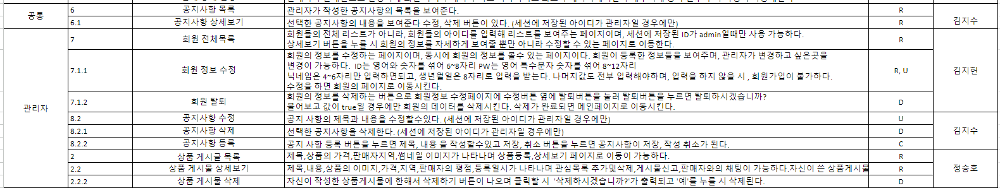 공통
6 공지사항 목록 관리자가 작성한 공지사항의 목록을 보여준다. R
6.1 공지사항 상세보기 선택한 공지사항의 내용을 보여준다 수정, 삭제 버튼이 있다. (세션에 저장된 아이디가 관리자일 경우에만) R
김지수
관리자
7 회원 전체목록 회원들의 전체 리스트가 아니라, 회원들의 아이디를 입력해 리스트를 보여주는 페이지이며, 세션에 저장된 ID가 admin일때만 사용 가능하다.
상세보기 버튼을 누를 시 회원의 정보를 자세하게 보여줄 뿐만 아니라 수정할 수 있는 페이지로 이동한다. R
7.1.1 회원 정보 수정 회원의 정보를 수정하는 페이지이며, 동시에 회원의 정보를 볼수 있는 페이지이다. 회원이 등록한 정보들을 보여주며, 관리자가 변경하고 싶은곳을
변경이 가능하다. ID는 영어와 숫자를 섞어 6~8자리 PW는 영어 특수문자 숫자를 섞어 8~12자리
닉네임은 4~6자리만 입력하면되고, 생년월일은 8자리로 입력을 받는다. 나머지값도 전부 입력해야하며, 입력을 하지 않을 시 , 회원가입이 불가하다.
수정을 하면 회원의 페이지로 이동시킨다. R, U
김지헌
7.1.2 회원 탈퇴 회원의 정보를 삭제하는 버튼으로 회원정보 수정페이지에 수정버튼 옆에 탈퇴버튼을 눌러 탈퇴버튼을 누르면 탈퇴하시겠습니까?
물어보고 값이 true일 경우에만 회원의 데이터를 삭제시킨다. 삭제가 완료되면 메인페이지로 이동시킨다. D
8.2 공지사항 수정 공지 사항의 제목과 내용을 수정할수있다. (세션에 저장된 아이디가 관리자일 경우에만) U
8.2.1 공지사항 삭제 선택한 공지사항을 삭제한다. (세션에 저장된 아이디가 관리자일 경우에만) D
김지수
8.2.2 공지사항 등록 공지 사항 등록 버튼을 누르면 제목, 내용 을 작성할수있고 저장, 취소 버튼을 누르면 공지사항이 저장, 작성 취소가 된다. C
2 상품 게시글 목록 제목,상품의 가격,판매자지역,썸네일 이미지가 나타나며 상품등록,상세보기 페이지로 이동이 가능하다. R
2.2 상품 게시물 상세보기 제목,내용,상품의 이미지,가격,지역,판매자의 평점,등록일시가 나타나며 관심목록 추가및삭제,게시물신고,판매자와의 채팅이 가능하다.자신이 쓴 상품게시물 R
정승호
2.2.2 상품 게시물 삭제 자신이 작성한 상품게시물에 한해서 삭제하기 버튼이 나오며 클릭할 시 '삭제하시겠습니까?'가 출력되고 '예'를 누를 시 삭제된다. D